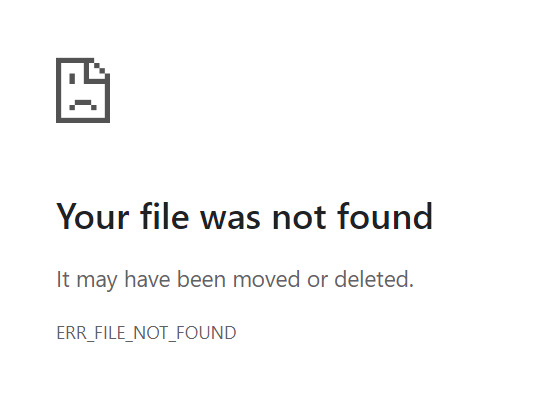 Your file was not found
It may have been moved or deleted.
ERR_FILE_NOT_FOUND